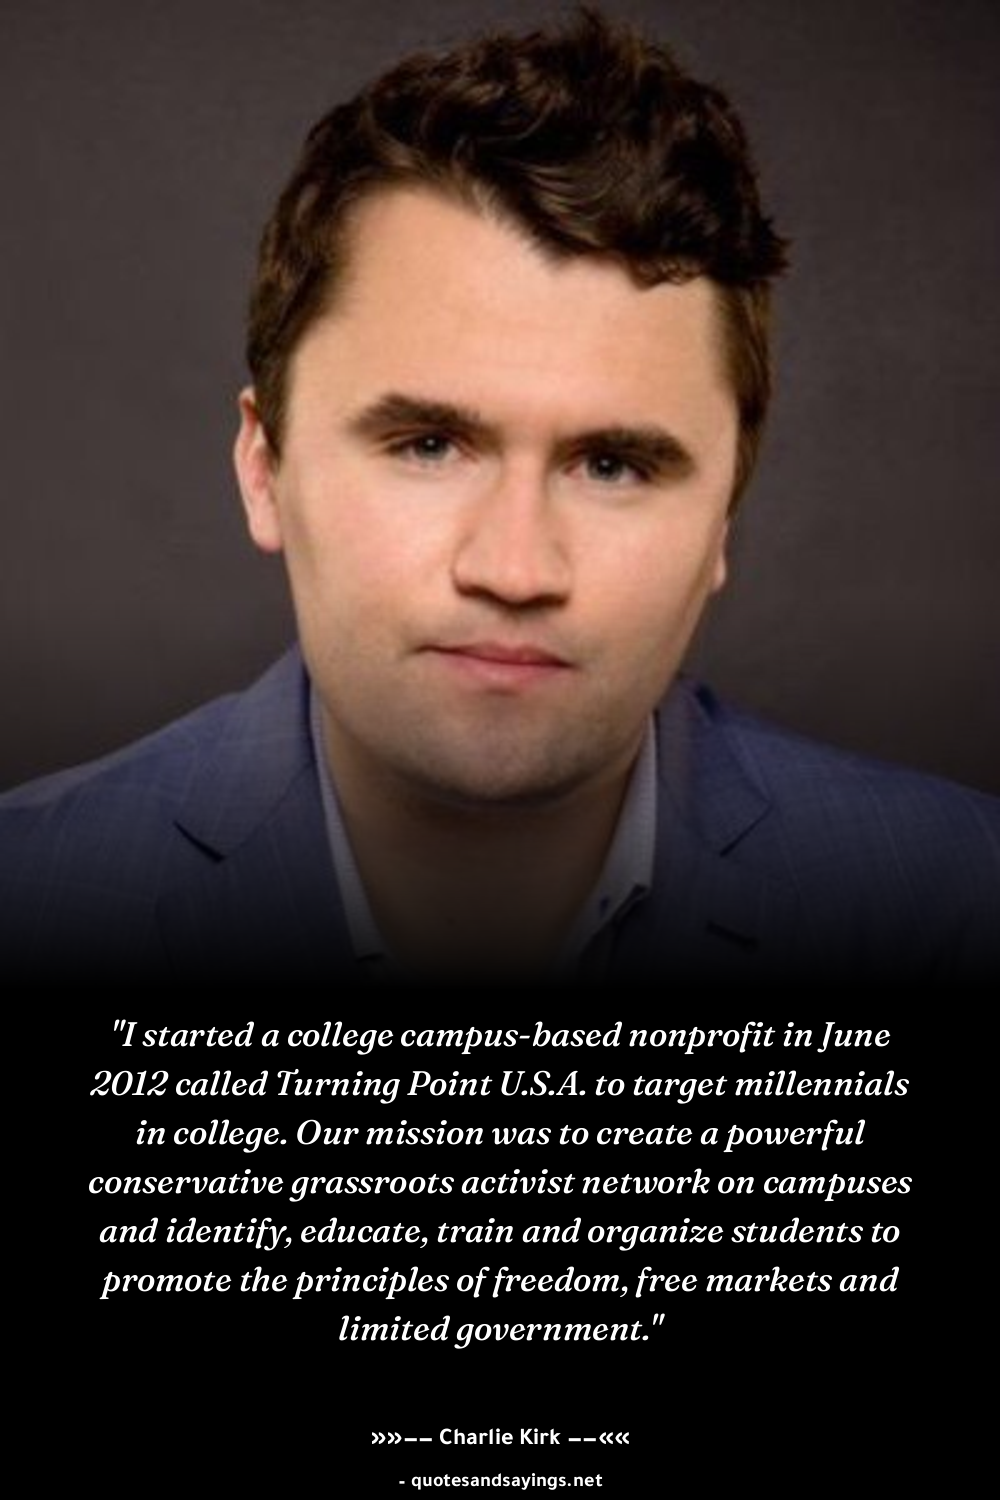 "I started a college campus-based nonprofit in June
2012 called Turning Point U.S.A. to target millennials
in college. Our mission was to create a powerful
conservative grassroots activist network on campuses
and identify, educate, train and organize students to
promote the principles of freedom, free markets and
limited government."
»»–– Charlie Kirk ––««
- quotesandsayings.net